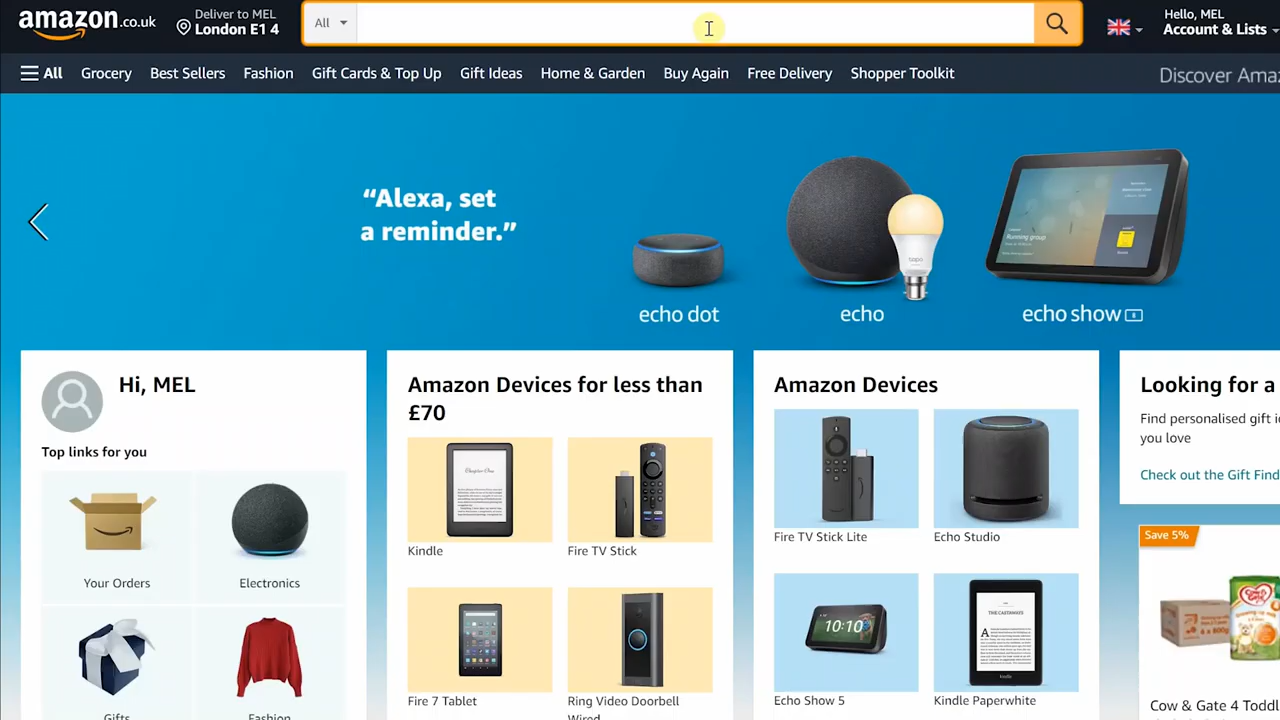 amazon.co.uk
Deliver to MEL
London E1 4
All
Hello, MEL
Account & Lists
All
Grocery
Best Sellers
Fashion
Gift Cards & Top Up
Gift Ideas
Home & Garden
Buy Again
Free Delivery
Shopper Toolkit
Discover Amaz
“Alexa, set
a reminder.”
echo dot
echo
echo show
Hi, MEL
Top links for you
Your Orders
Electronics
Gifts
Fashion
Amazon Devices for less than
£70
Kindle
Fire TV Stick
Fire 7 Tablet
Ring Video Doorbell
Wired
Amazon Devices
Fire TV Stick Lite
Echo Studio
10:10
THE CASTAWAYS
kindle
Echo Show 5
Kindle Paperwhite
Looking for a
Find personalised gift id
you love
Check out the Gift Find
Save 5%
Cow & Gate 4 Toddl